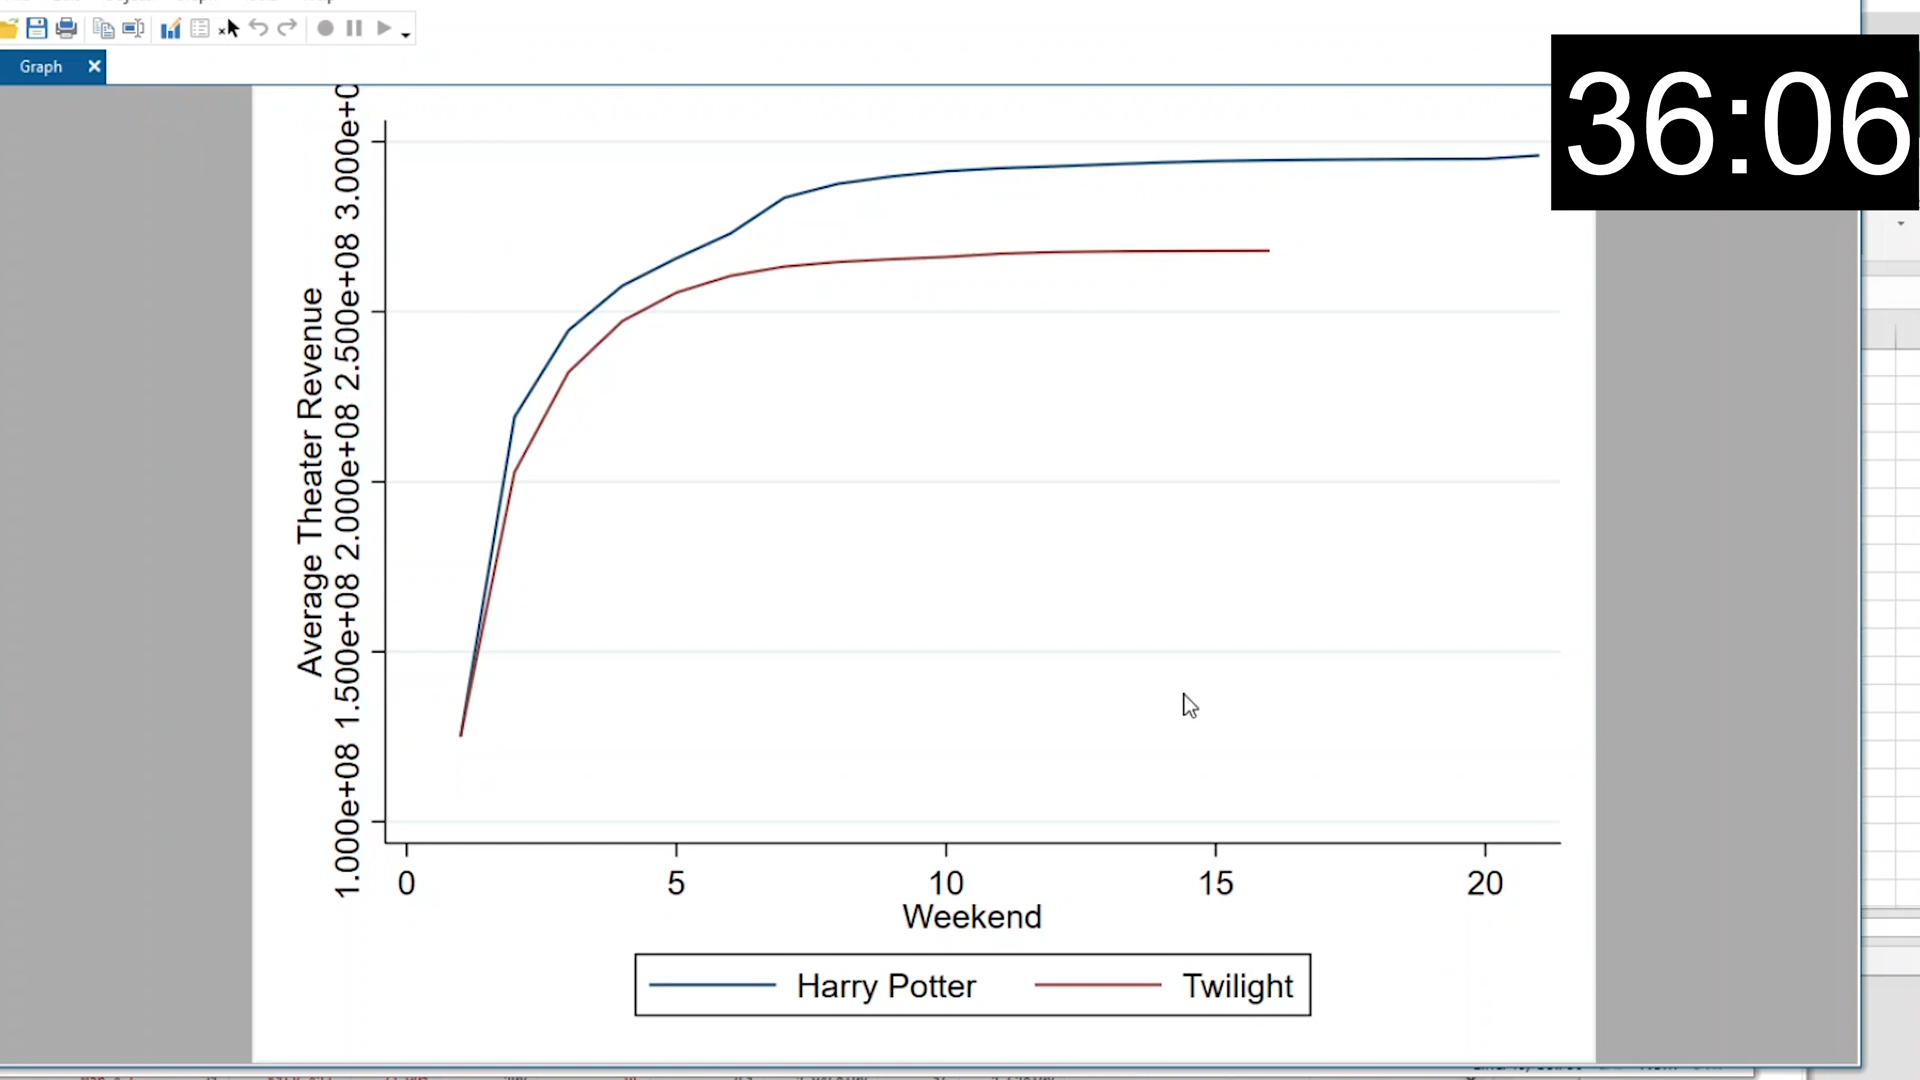 Graph
36:06
3.000e+0
2.500e+08
2.000e+08
1.500e+08
1.000e+08
Average Theater Revenue
0 5 10 15 20
Weekend
Harry Potter Twilight